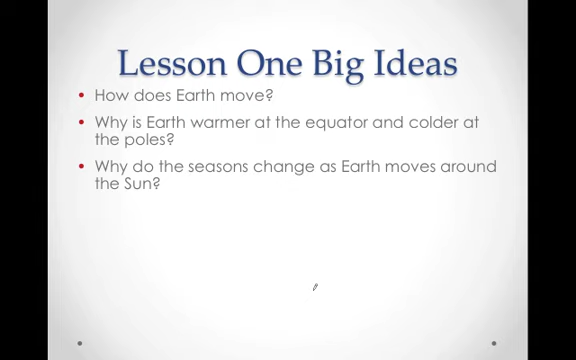 Lesson One Big Ideas
• How does Earth move?
• Why is Earth warmer at the equator and colder at
the poles?
• Why do the seasons change as Earth moves around
the Sun?